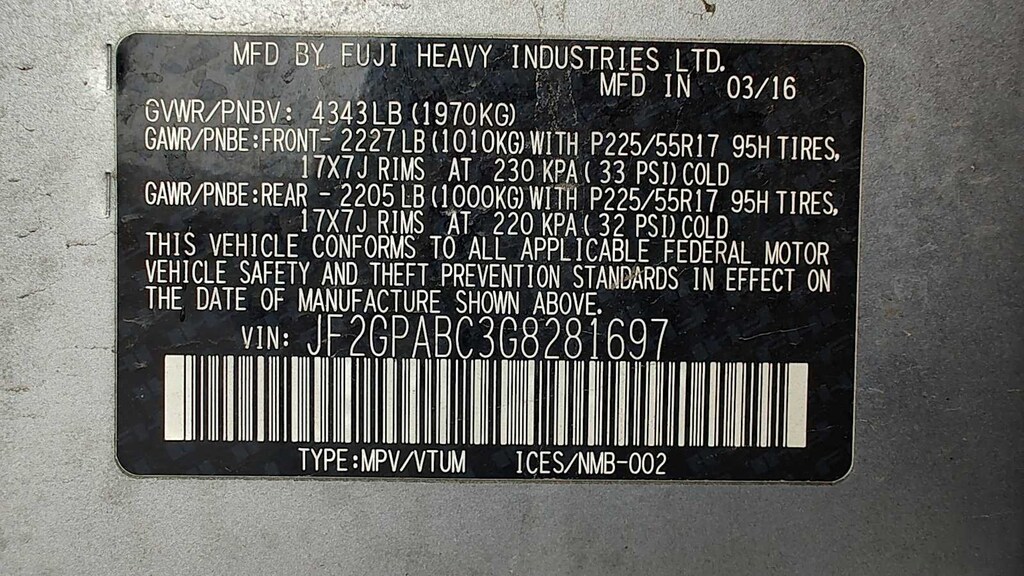 MFD BY FUJI HEAVY INDUSTRIES LTD.
MFD IN 03/16
GVWR/PNBV: 4343LB (1970KG)
GAWR/PNBE:FRONT- 2227 LB (1010KG) WITH P225/55R17 95H TIRES,
17X7J RIMS AT 230 KPA ( 33 PSI) COLD
GAWR/PNBE:REAR - 2205 LB (1000KG) WITH P225/55R17 95H TIRES,
17X7J RIMS AT 220 KPA ( 32 PSI) COLD
THIS VEHICLE CONFORMS TO ALL APPLICABLE FEDERAL MOTOR
VEHICLE SAFETY AND THEFT PREVENTION STANDARDS IN EFFECT ON
THE DATE OF MANUFACTURE SHOWN ABOVE.
VIN: JF2GPABC3G8281697
TYPE:MPV/VTUM ICES/NMB-002